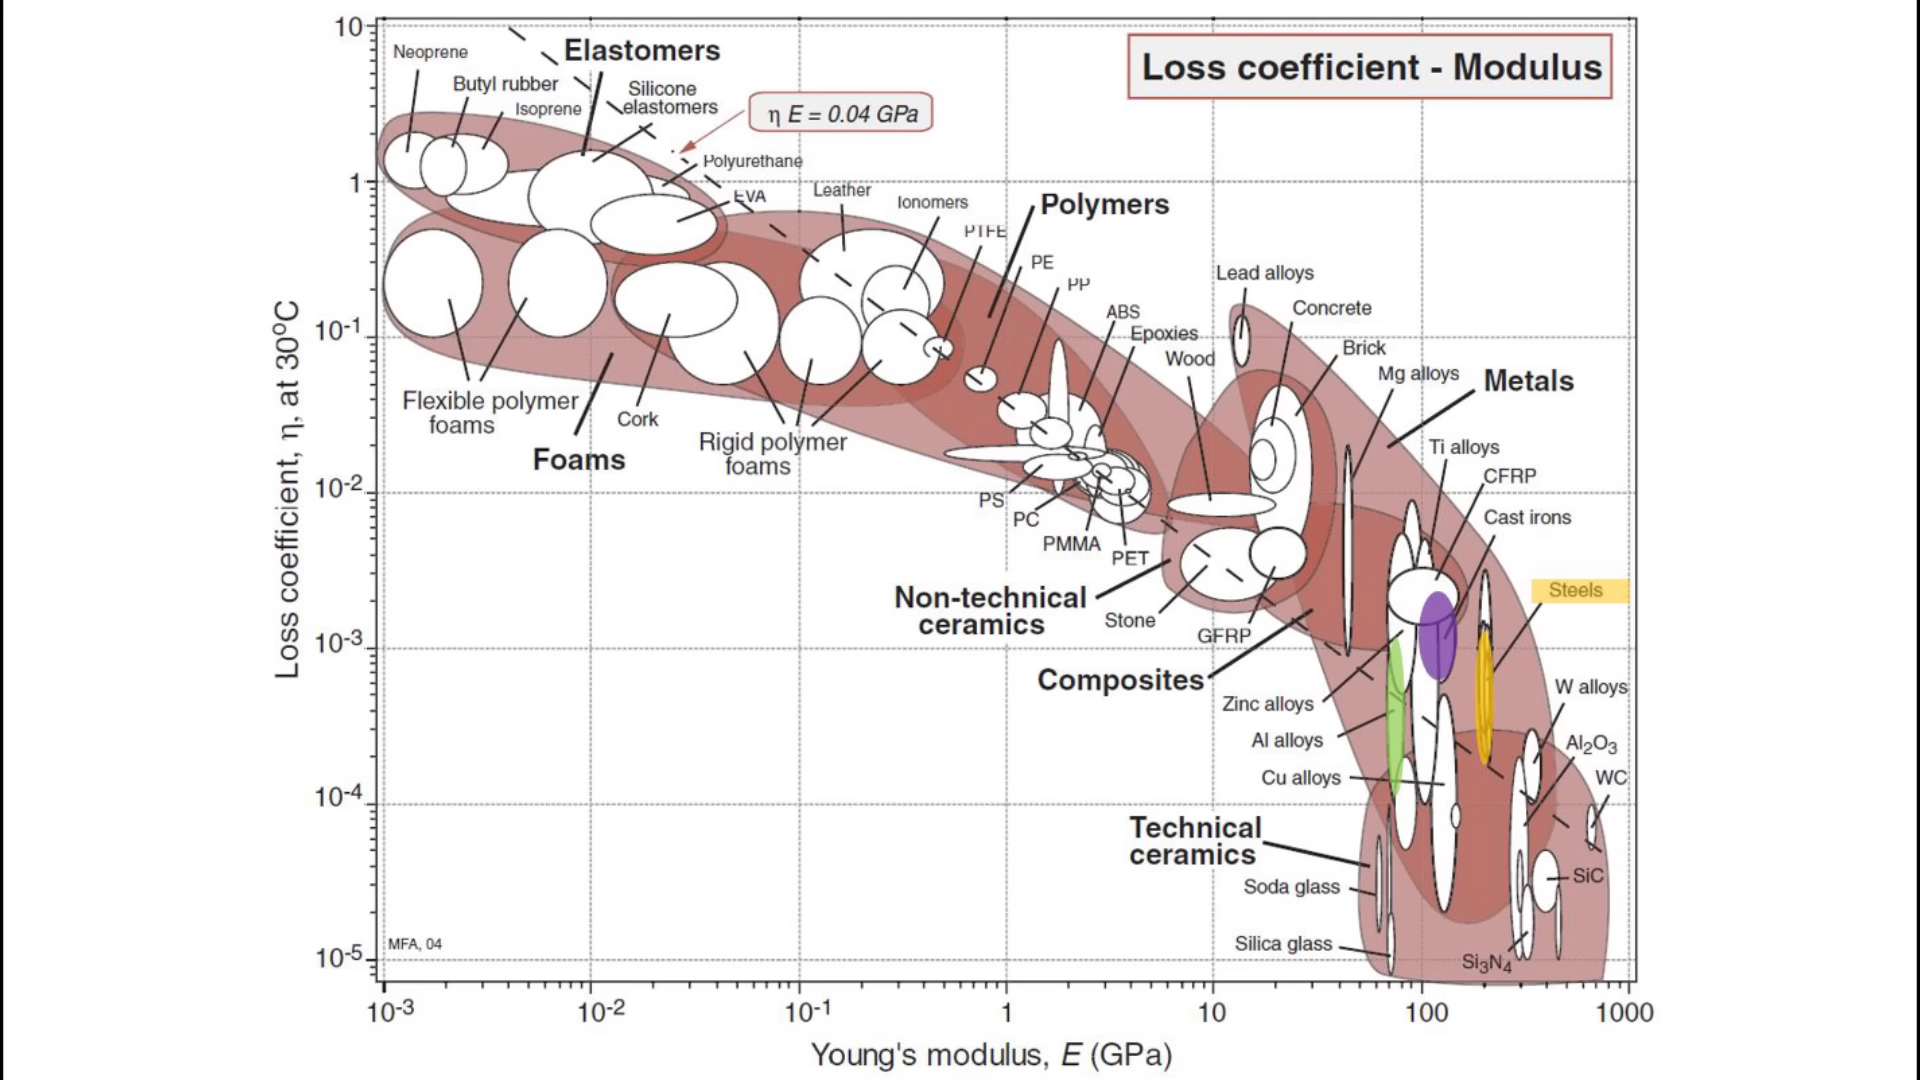 Loss coefficient - Modulus
Loss coefficient, η, at 30°C
10
1
10-1
10-2
10-3
10-4
10-5
Neoprene
Elastomers
Butyl rubber
Isoprene
Silicone
elastomers
η E = 0.04 GPa
Polyurethane
EVA
Leather
Ionomers
Polymers
PTFE
PE
PP
ABS
Epoxies
Wood
Lead alloys
Concrete
Brick
Mg alloys
Metals
Ti alloys
CFRP
Cast irons
Steels
Flexible polymer
foams
Foams
Cork
Rigid polymer
foams
PS
PC
PMMA
PET
Non-technical
ceramics
Stone
GFRP
Composites
Zinc alloys
Al alloys
Cu alloys
W alloys
Al2O3
WC
Technical
ceramics
Soda glass
SiC
Silica glass
Si3N4
MFA, 04
10-3
10-2
10-1
1
10
100
1000
Young's modulus, E (GPa)